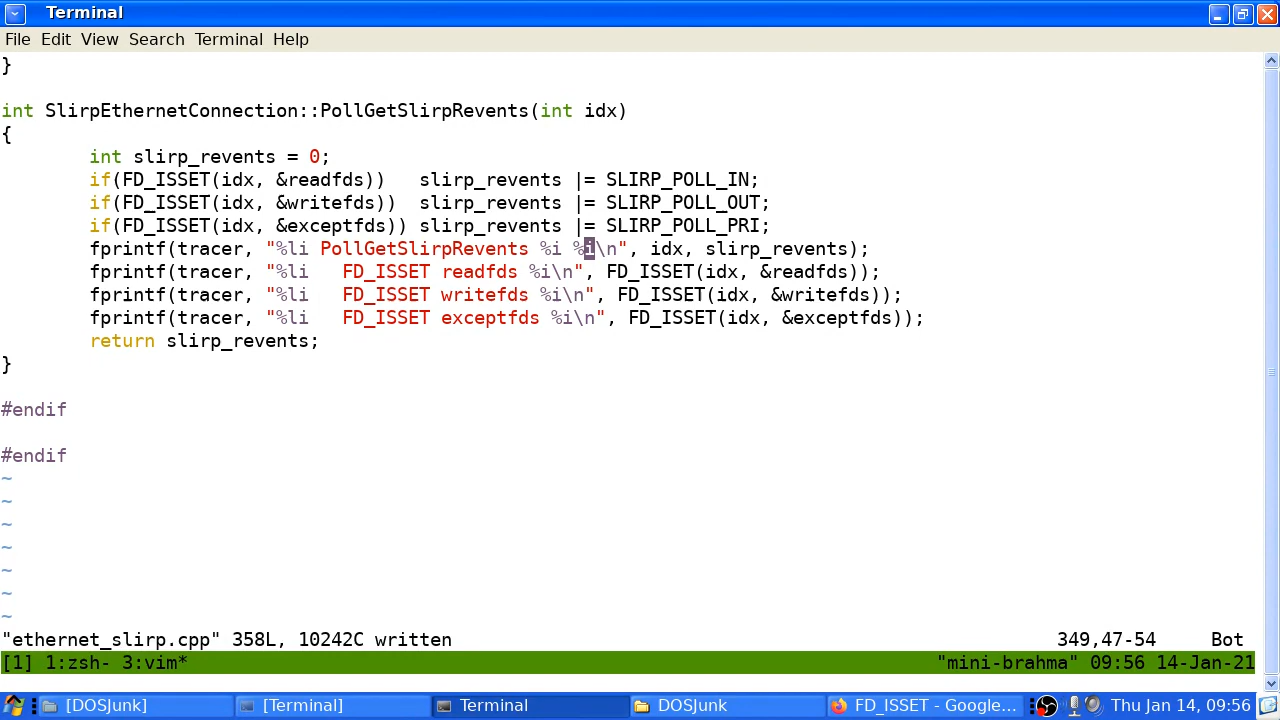 Terminal
File Edit View Search Terminal Help
}
int SlirpEthernetConnection::PollGetSlirpRevents(int idx)
{
        int slirp_revents = 0;
        if(FD_ISSET(idx, &readfds))   slirp_revents |= SLIRP_POLL_IN;
        if(FD_ISSET(idx, &writefds))  slirp_revents |= SLIRP_POLL_OUT;
        if(FD_ISSET(idx, &exceptfds)) slirp_revents |= SLIRP_POLL_PRI;
        fprintf(tracer, "%li PollGetSlirpRevents %i %i\n", idx, slirp_revents);
        fprintf(tracer, "%li   FD_ISSET readfds %i\n", FD_ISSET(idx, &readfds));
        fprintf(tracer, "%li   FD_ISSET writefds %i\n", FD_ISSET(idx, &writefds));
        fprintf(tracer, "%li   FD_ISSET exceptfds %i\n", FD_ISSET(idx, &exceptfds));
        return slirp_revents;
}
#endif
#endif
~
~
~
~
~
~
~
"ethernet_slirp.cpp" 358L, 10242C written 349,47-54 Bot
[1] 1:zsh- 3:vim* "mini-brahma" 09:56 14-Jan-21
[DOSJunk] [Terminal] Terminal DOSJunk FD_ISSET - Google... Thu Jan 14, 09:56